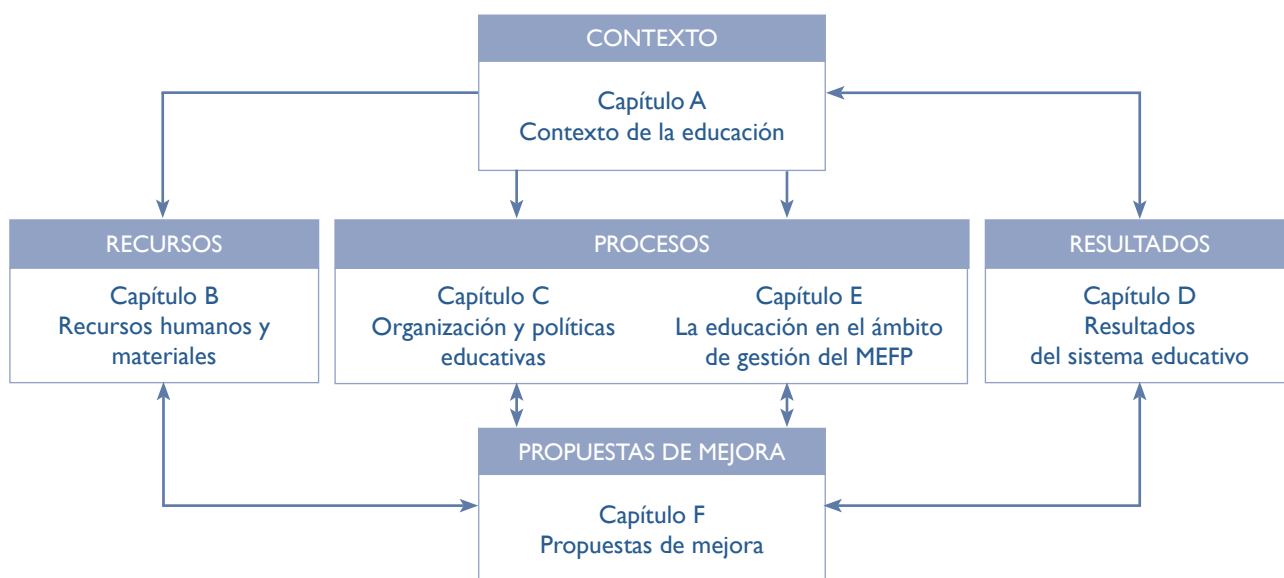 CONTEXTO
Capítulo A
Contexto de la educación
RECURSOS
Capítulo B
Recursos humanos y
materiales
PROCESOS
Capítulo C
Organización y políticas
educativas
Capítulo E
La educación en el ámbito
de gestión del MEFP
RESULTADOS
Capítulo D
Resultados
del sistema educativo
PROPUESTAS DE MEJORA
Capítulo F
Propuestas de mejora